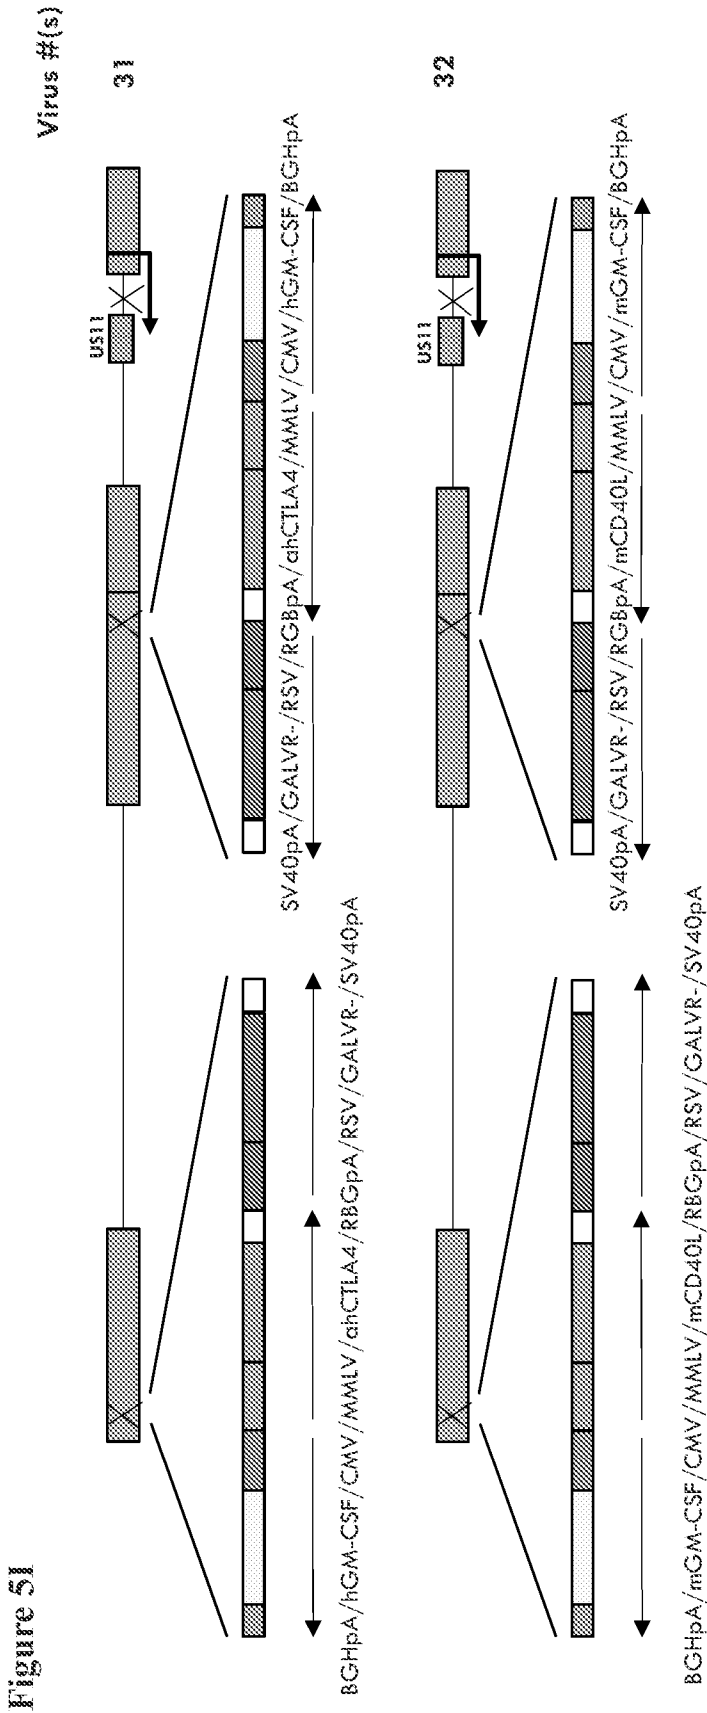 Figure 5I
Virus #(s)
31
US11
SV40pA/GALVR-/RSV/RGBpA/ahCTLA4/MMLV/CMV/hGM-CSF/BGHpA
BGHpA/hGM-CSF/CMV/MMLV/ahCTLA4/RBGpA/RSV/GALVR-/SV40pA
32
US11
SV40pA/GALVR-/RSV/RGBpA/mCD40L/MMLV/CMV/mGM-CSF/BGHpA
BGHpA/mGM-CSF/CMV/MMLV/mCD40L/RBGpA/RSV/GALVR-/SV40pA